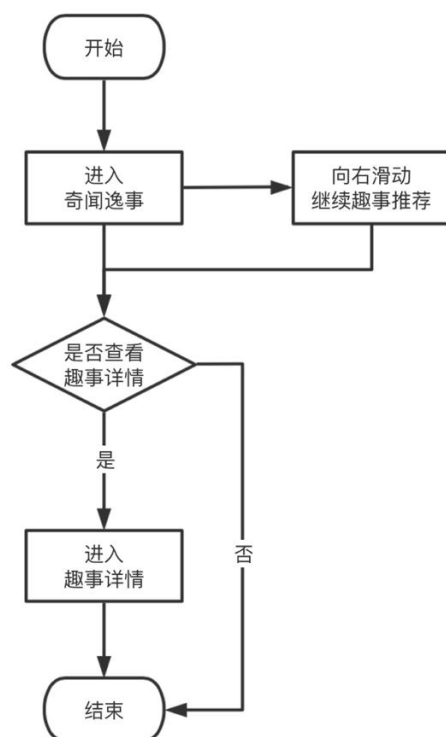 开始
进入
奇闻逸事
向右滑动
继续趣事推荐
是否查看
趣事详情
是
否
进入
趣事详情
结束